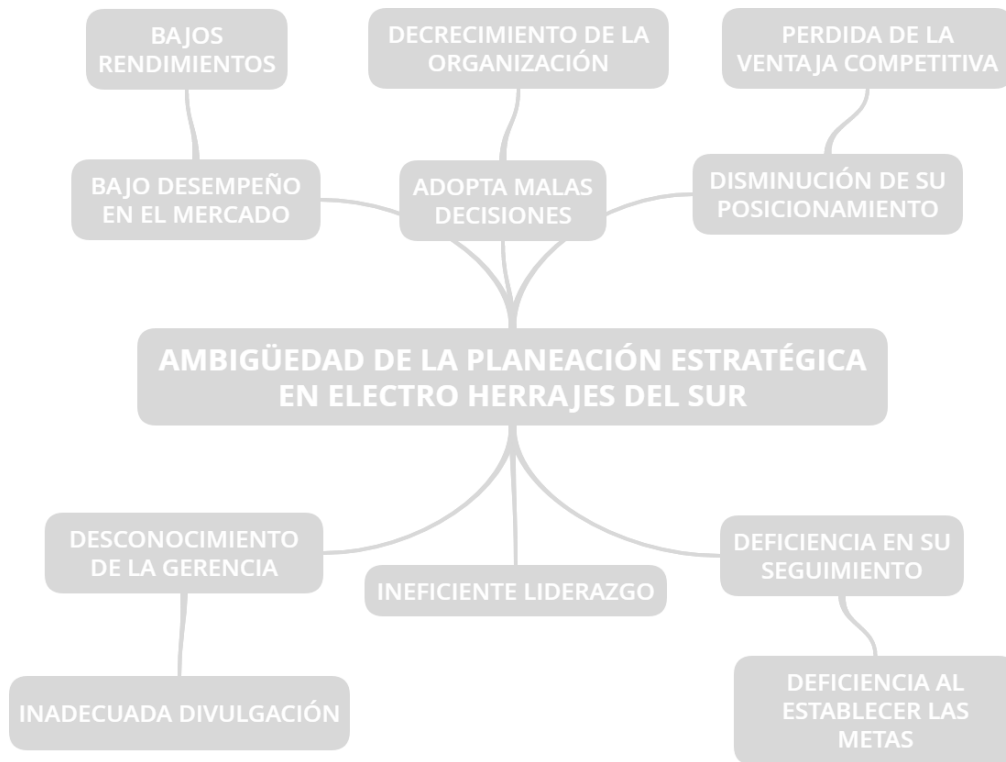 BAJOS
RENDIMIENTOS
DECRECIMIENTO DE LA
ORGANIZACIÓN
PERDIDA DE LA
VENTAJA COMPETITIVA
BAJO DESEMPEÑO
EN EL MERCADO
ADOPTA MALAS
DECISIONES
DISMINUCIÓN DE SU
POSICIONAMIENTO
AMBIGÜEDAD DE LA PLANEACIÓN ESTRATÉGICA
EN ELECTRO HERRAJES DEL SUR
DESCONOCIMIENTO
DE LA GERENCIA
INEFICIENTE LIDERAZGO
DEFICIENCIA EN SU
SEGUIMIENTO
INADECUADA DIVULGACIÓN
DEFICIENCIA AL
ESTABLECER LAS
METAS